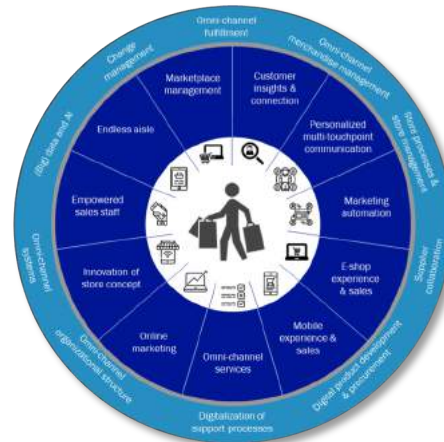 Omni-channel
fulfillment
Omni-channel
merchandise management
Store processes &
store management
Supplier
collaboration
Digital product development
& procurement
Digitalization of
support processes
Omni-channel
organizational structure
Omni-channel
systems
(Big) data and AI
Change
management
Customer
insights &
connection
Personalized
multi-touchpoint
communication
Marketing
automation
E-shop
experience
& sales
Mobile
experience &
sales
Omni-channel
services
Online
marketing
Innovation of
store concept
Empowered
sales staff
Endless aisle
Marketplace
management